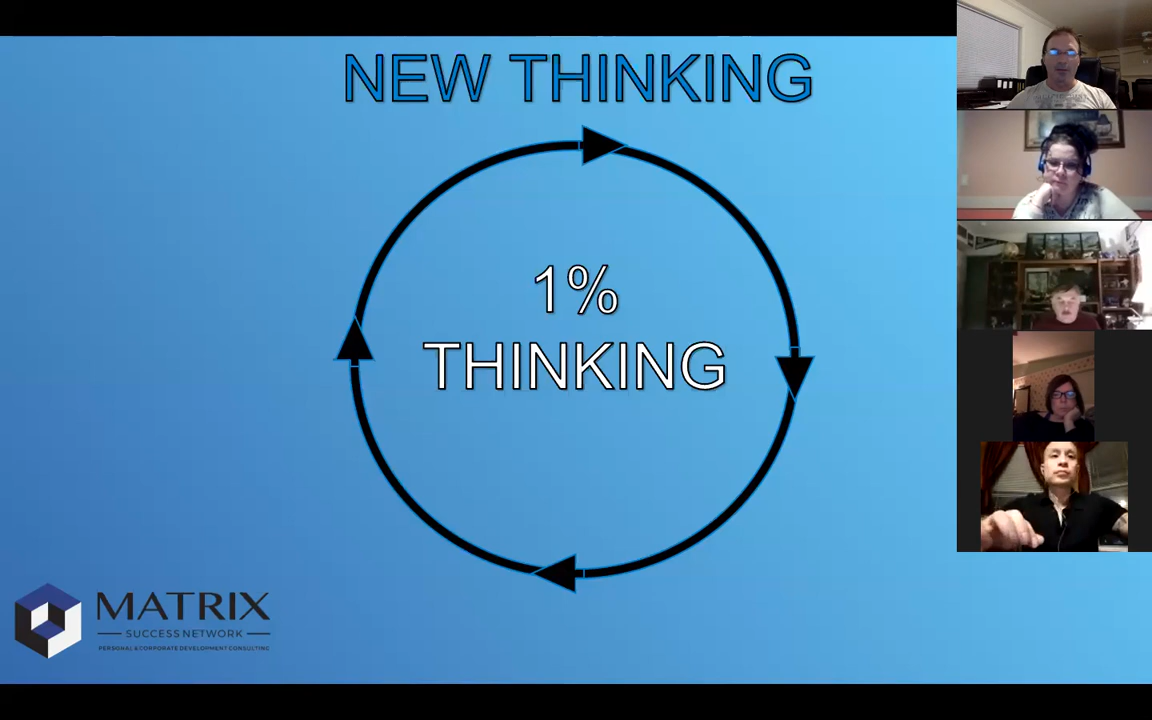 NEW THINKING
1%
THINKING
MATRIX
SUCCESS NETWORK
PERSONAL & CORPORATE DEVELOPMENT CONSULTING